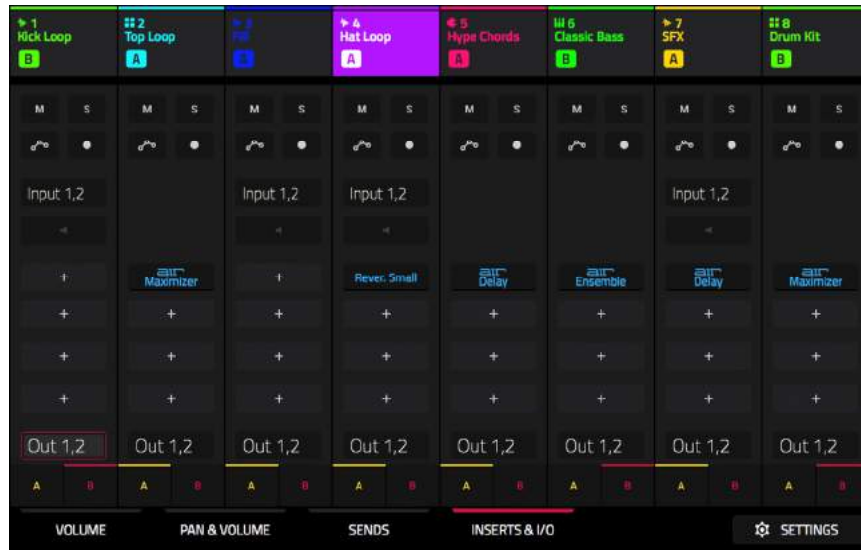 1
Kick Loop
B
2
Top Loop
A
3
Fill
A
4
Hat Loop
A
5
Hype Chords
A
6
Classic Bass
B
7
SFX
A
8
Drum Kit
B
M S M S M S M S M S M S M S M S
Input 1,2 Input 1,2 Input 1,2 Input 1,2
+ air Maximizer + Rever. Small air Delay air Ensemble air Delay air Maximizer
+ + + + + + + +
+ + + + + + + +
+ + + + + + + +
Out 1,2 Out 1,2 Out 1,2 Out 1,2 Out 1,2 Out 1,2 Out 1,2 Out 1,2
A B A B A B A B A B A B A B A B
VOLUME PAN & VOLUME SENDS INSERTS & I/O SETTINGS